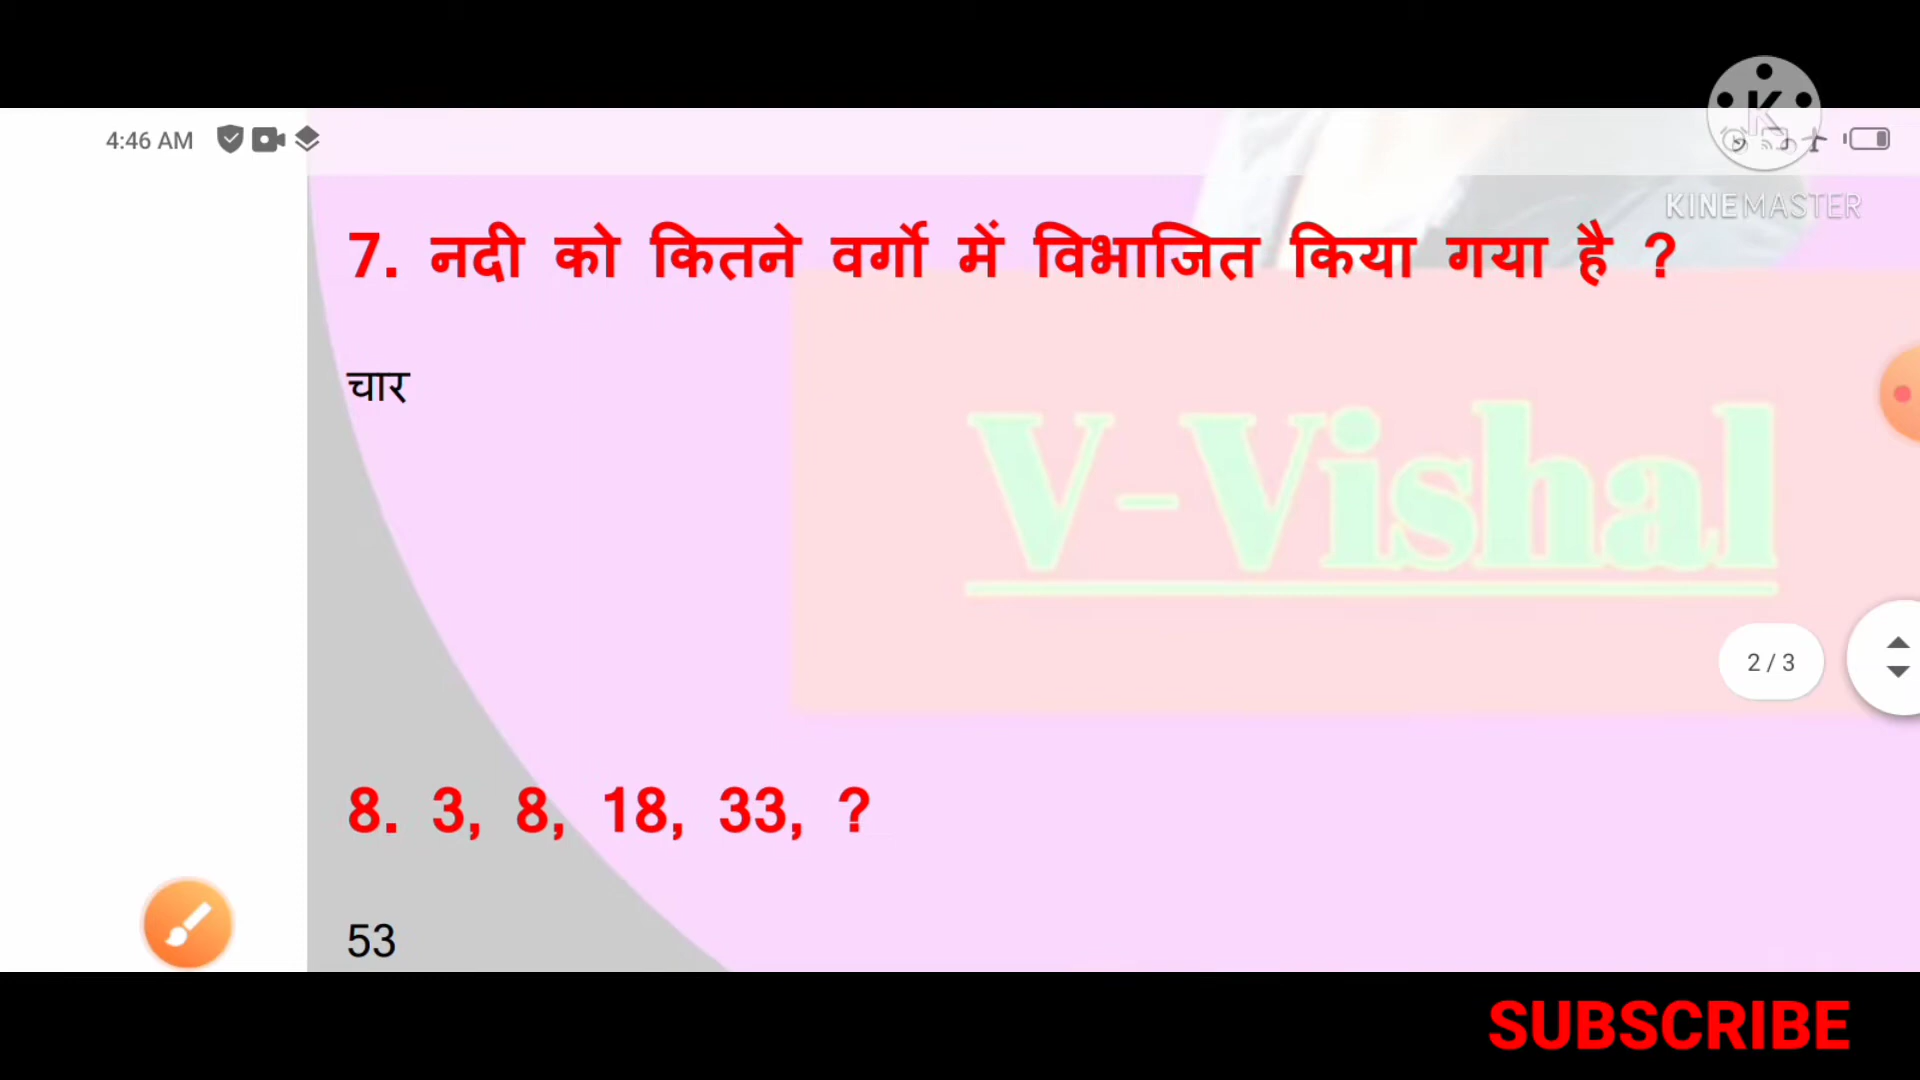 4:46 AM
K
KINEMASTER
7. नदी को कितने वर्गो में विभाजित किया गया है ?
चार
V-Vishal
2 / 3
8. 3, 8, 18, 33, ?
53
SUBSCRIBE